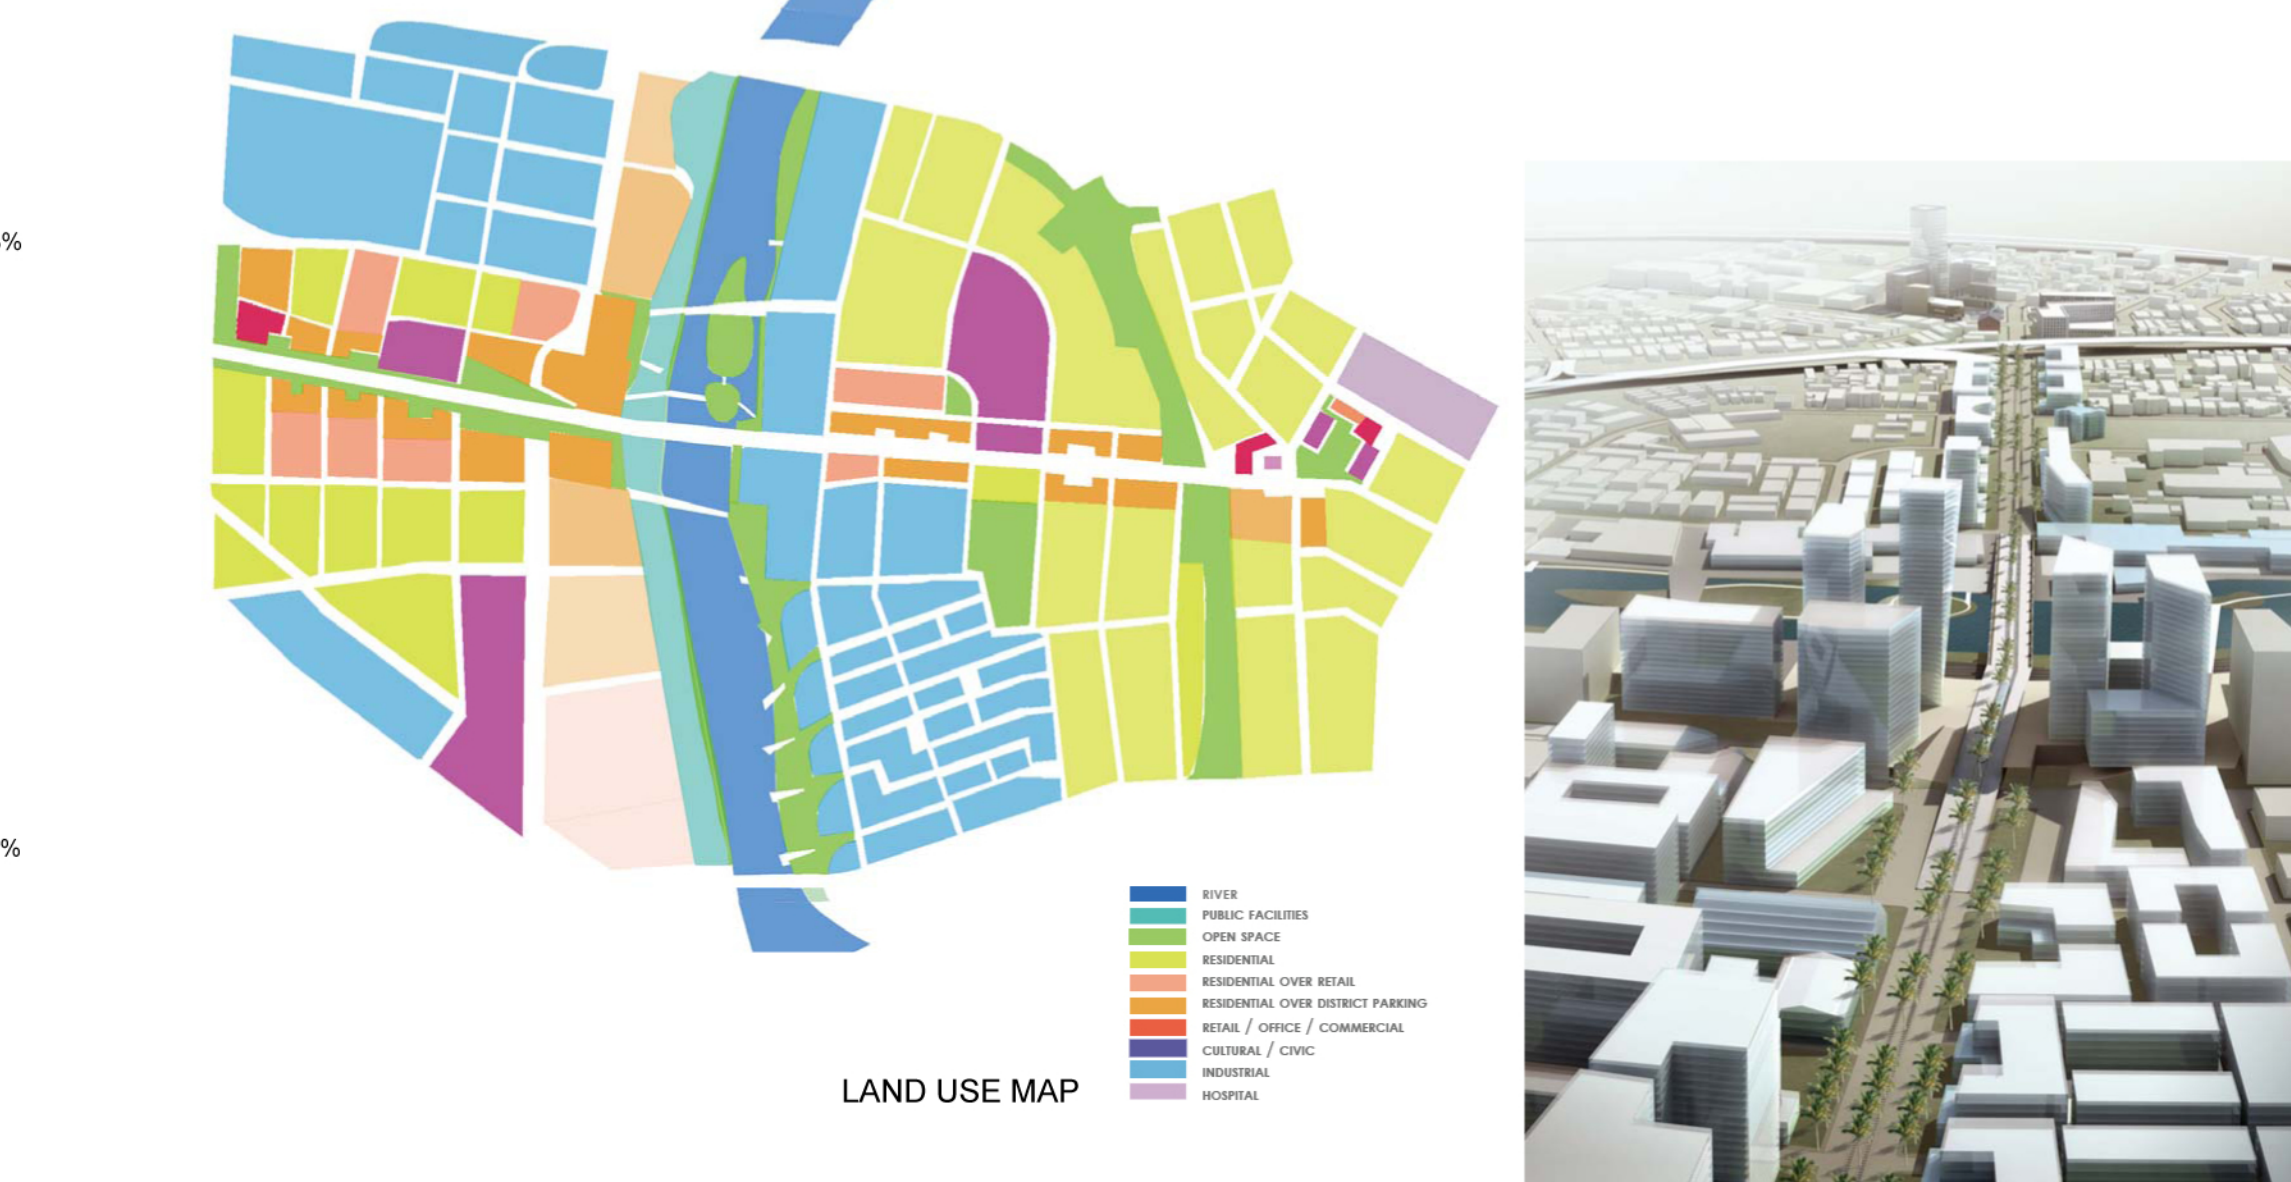 %
%
RIVER
PUBLIC FACILITIES
OPEN SPACE
RESIDENTIAL
RESIDENTIAL OVER RETAIL
RESIDENTIAL OVER DISTRICT PARKING
RETAIL / OFFICE / COMMERCIAL
CULTURAL / CIVIC
INDUSTRIAL
HOSPITAL
LAND USE MAP